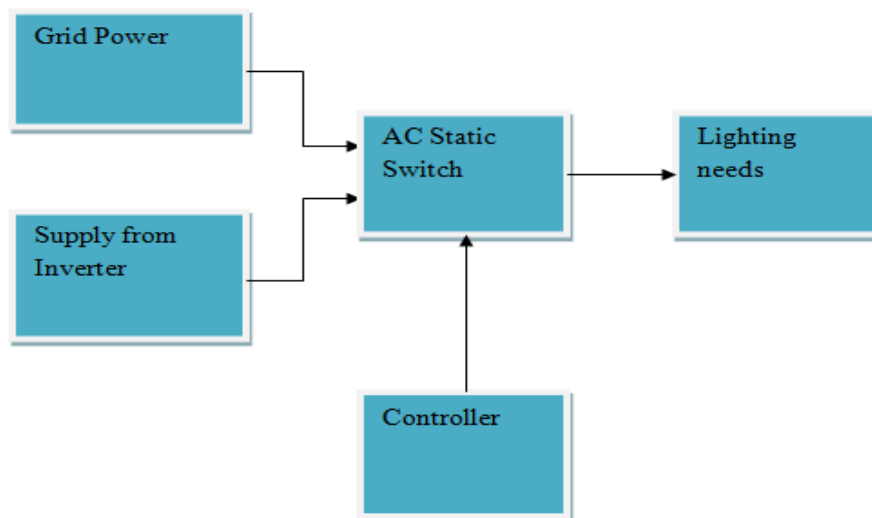 Grid Power
AC Static
Switch
Lighting
needs
Supply from
Inverter
Controller